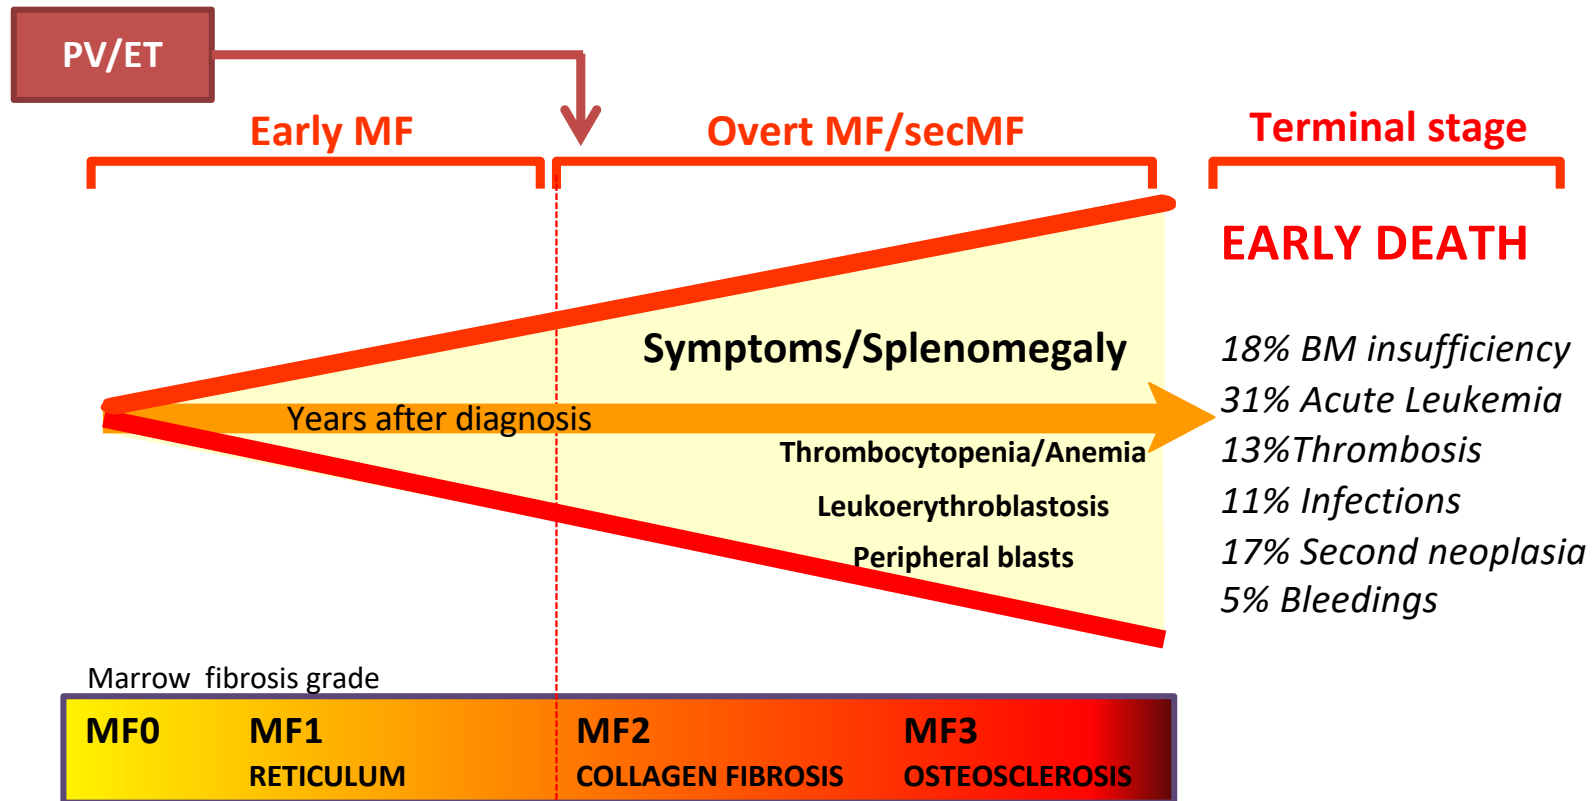 PV/ET
Early MF
Overt MF/secMF
Terminal stage
EARLY DEATH
Symptoms/Splenomegaly
Years after diagnosis
Thrombocytopenia/Anemia
Leukoerythroblastosis
Peripheral blasts
18% BM insufficiency
31% Acute Leukemia
13%Thrombosis
11% Infections
17% Second neoplasia
5% Bleedings
Marrow fibrosis grade
MF0 MF1 MF2 MF3
RETICULUM COLLAGEN FIBROSIS OSTEOSCLEROSIS